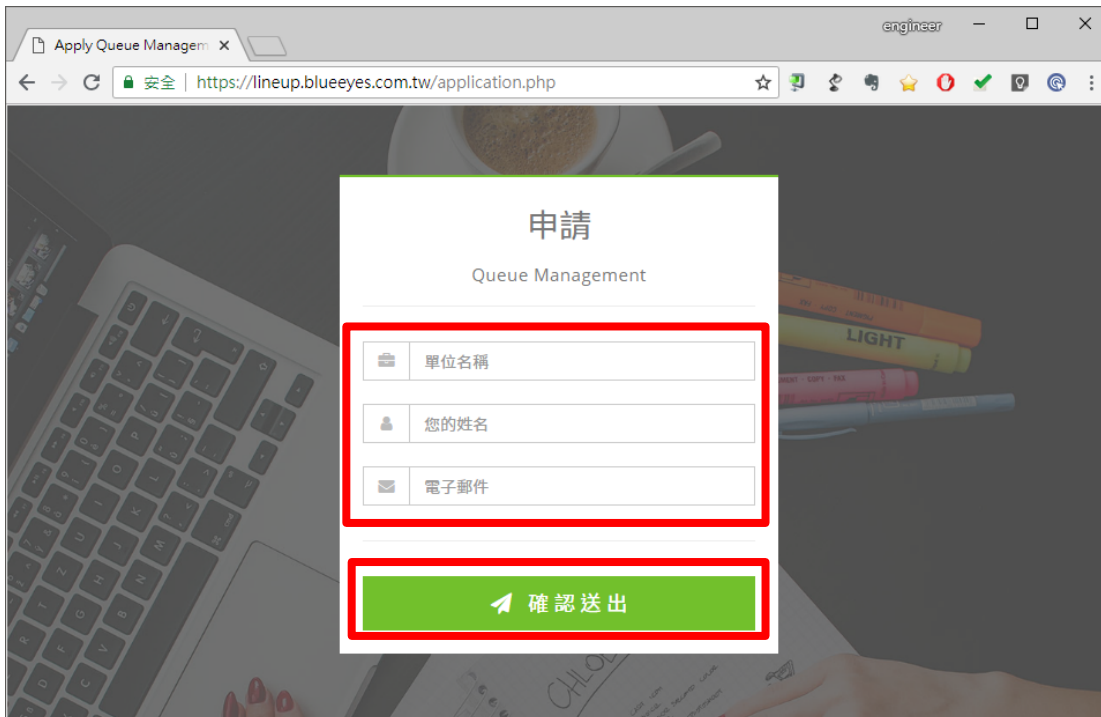 engineer
Apply Queue Managem
安全 | https://lineup.blueeyes.com.tw/application.php
申請
Queue Management
單位名稱
LIGHT
您的姓名
電子郵件
確認送出
CHLOE